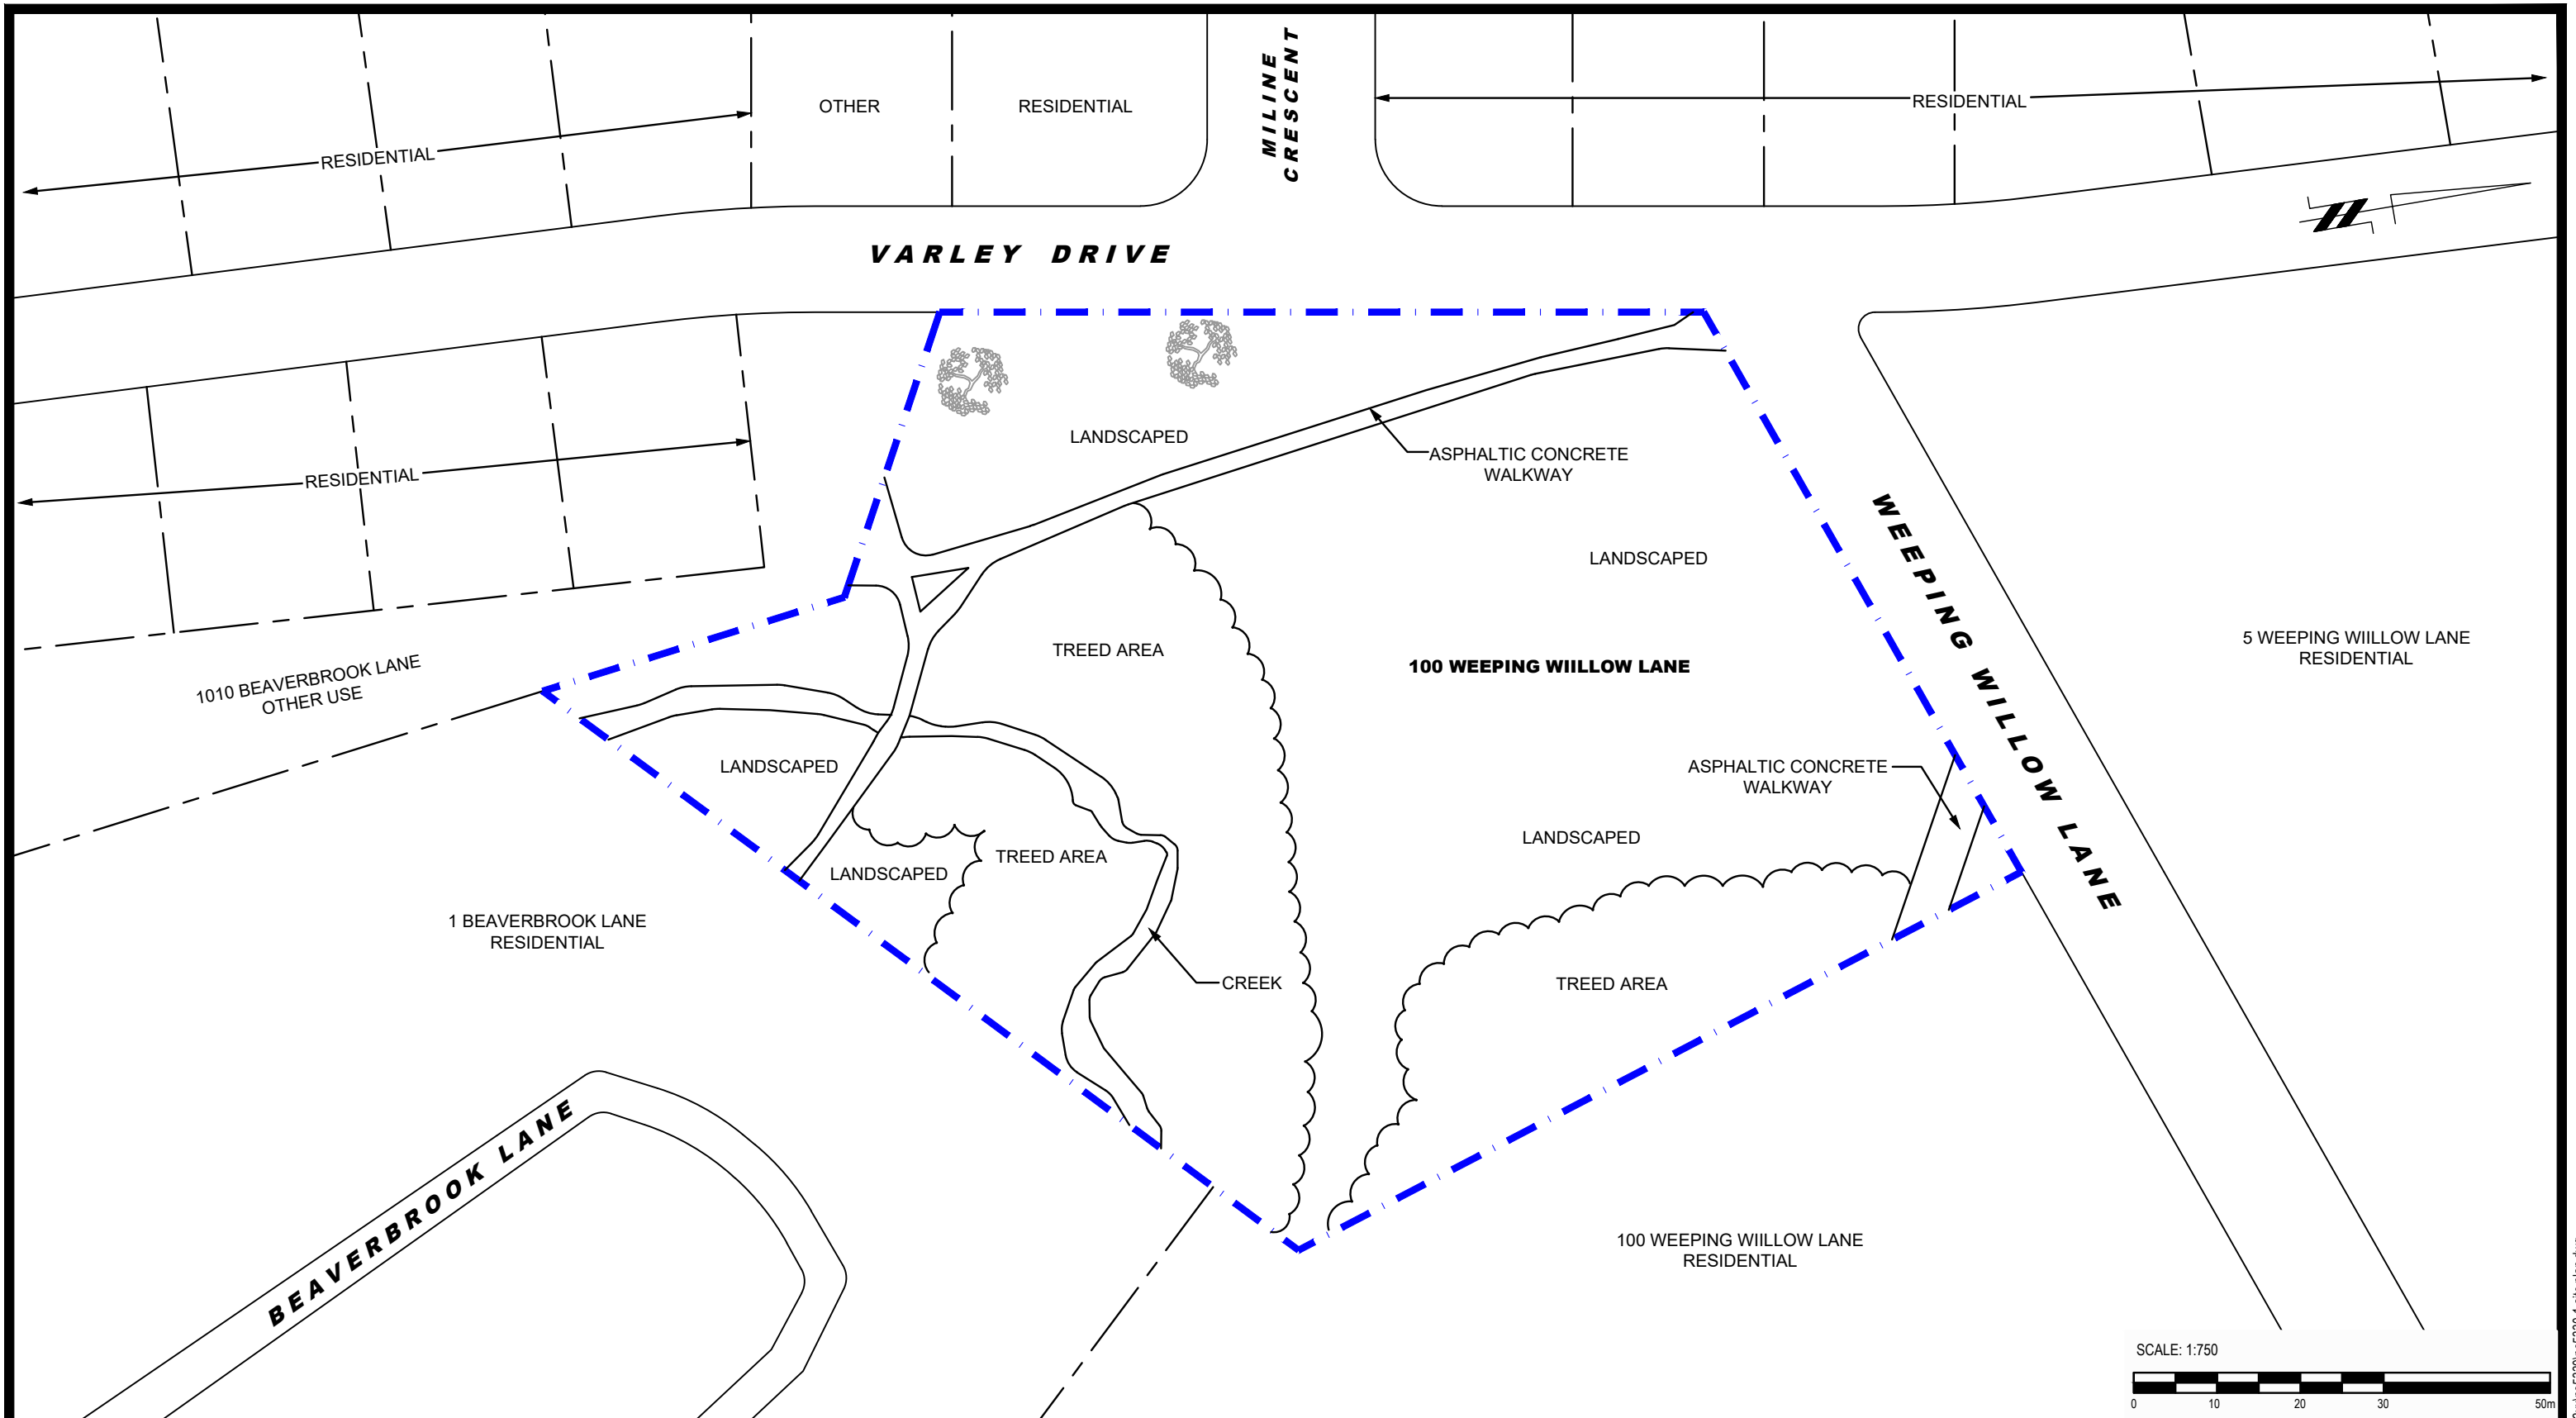 MILINE
CRESCENT
OTHER
RESIDENTIAL
RESIDENTIAL
RESIDENTIAL
VARLEY DRIVE
LANDSCAPED
ASPHALTIC CONCRETE
WALKWAY
RESIDENTIAL
LANDSCAPED
WEEPING WILLOW LANE
TREED AREA
100 WEEPING WIILLOW LANE
5 WEEPING WIILLOW LANE
RESIDENTIAL
1010 BEAVERBROOK LANE
OTHER USE
LANDSCAPED
ASPHALTIC CONCRETE
WALKWAY
LANDSCAPED
TREED AREA
LANDSCAPED
1 BEAVERBROOK LANE
RESIDENTIAL
CREEK
TREED AREA
BEAVERBROOK LANE
100 WEEPING WIILLOW LANE
RESIDENTIAL
SCALE: 1:750
0 10 20 30 50m